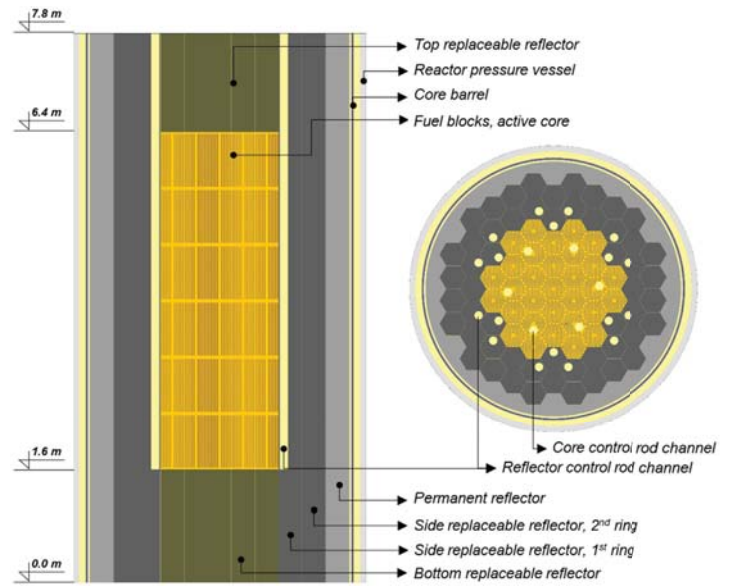 7.8 m
Top replaceable reflector
Reactor pressure vessel
Core barrel
6.4 m
Fuel blocks, active core
Core control rod channel
1.6 m
Reflector control rod channel
Permanent reflector
Side replaceable reflector, 2nd ring
Side replaceable reflector, 1st ring
0.0 m
Bottom replaceable reflector